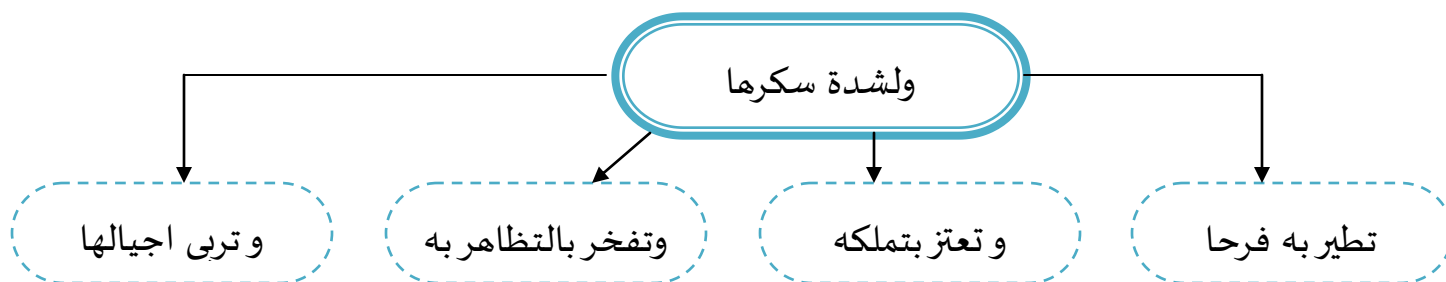 ولشدة سكرها
تطير به فرحا
و تعتز بتملكه
وتفخر بالتظاهر به
و تربى اجيالها